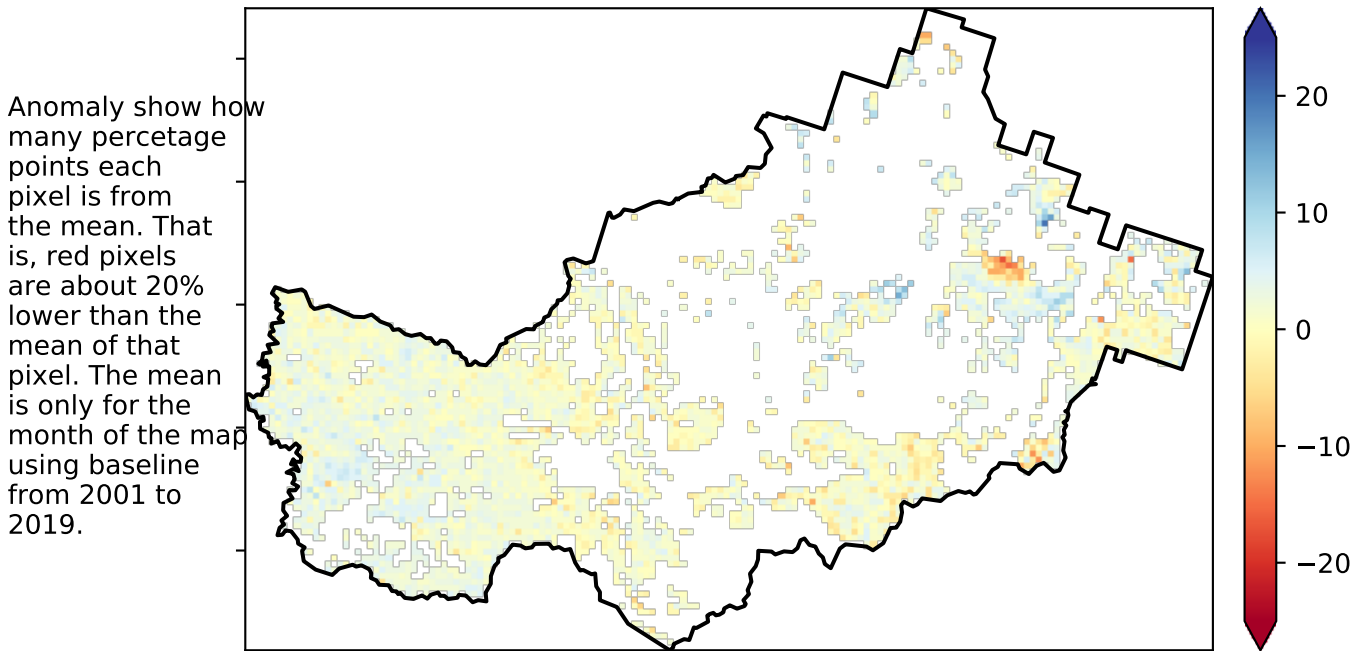 Anomaly show how
many percetage
points each
pixel is from
the mean. That
is, red pixels
are about 20%
lower than the
mean of that
pixel. The mean
is only for the
month of the map
using baseline
from 2001 to
2019.
20
10
0
−10
−20